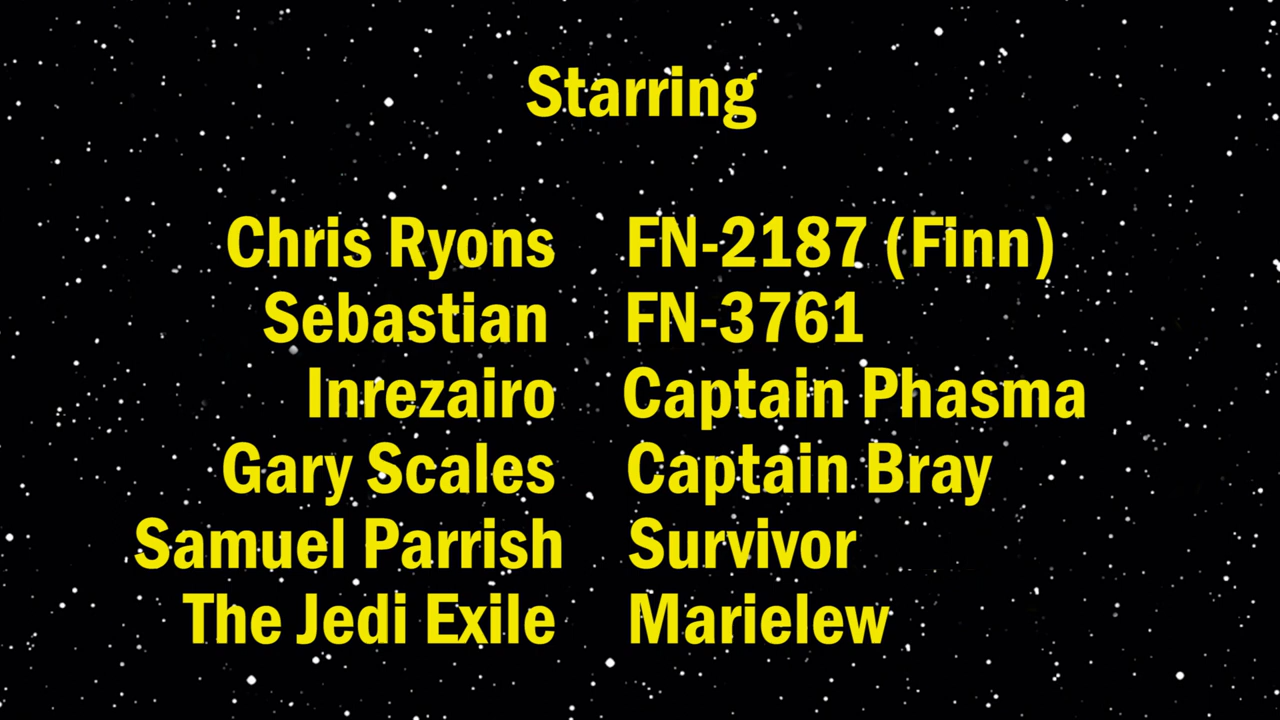 Starring
Chris Ryons FN-2187 (Finn)
Sebastian FN-3761
Inrezairo Captain Phasma
Gary Scales Captain Bray
Samuel Parrish Survivor
The Jedi Exile Marielew